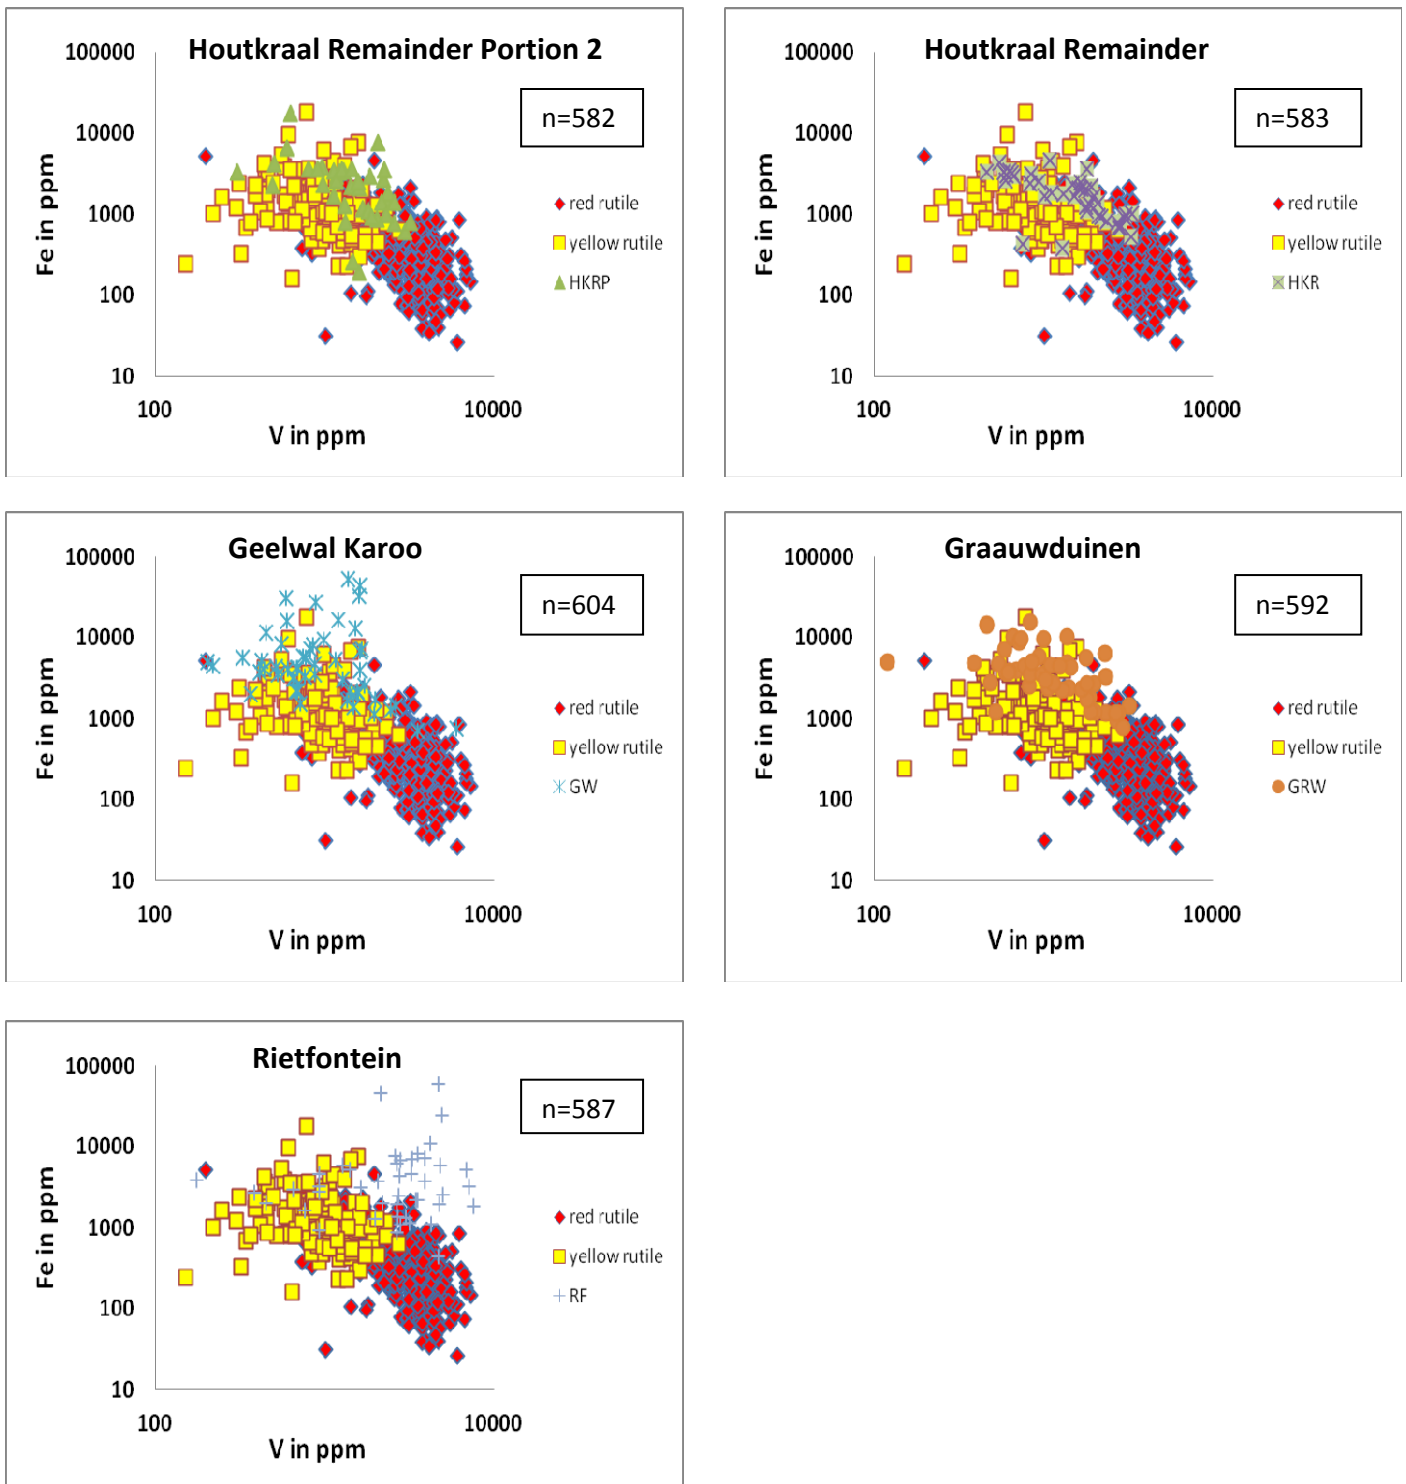 Houtkraal Remainder Portion 2
n=582
100000
10000
1000
100
10
Fe in ppm
100
10000
V in ppm
red rutile
yellow rutile
HKRP
Houtkraal Remainder
n=583
100000
10000
1000
100
10
Fe in ppm
100
10000
V in ppm
red rutile
yellow rutile
HKR
Geelwal Karoo
n=604
100000
10000
1000
100
10
Fe in ppm
100
10000
V in ppm
red rutile
yellow rutile
GW
Graauwduinen
n=592
100000
10000
1000
100
10
Fe in ppm
100
10000
V in ppm
red rutile
yellow rutile
GRW
Rietfontein
n=587
100000
10000
1000
100
10
Fe in ppm
100
10000
V in ppm
red rutile
yellow rutile
RF